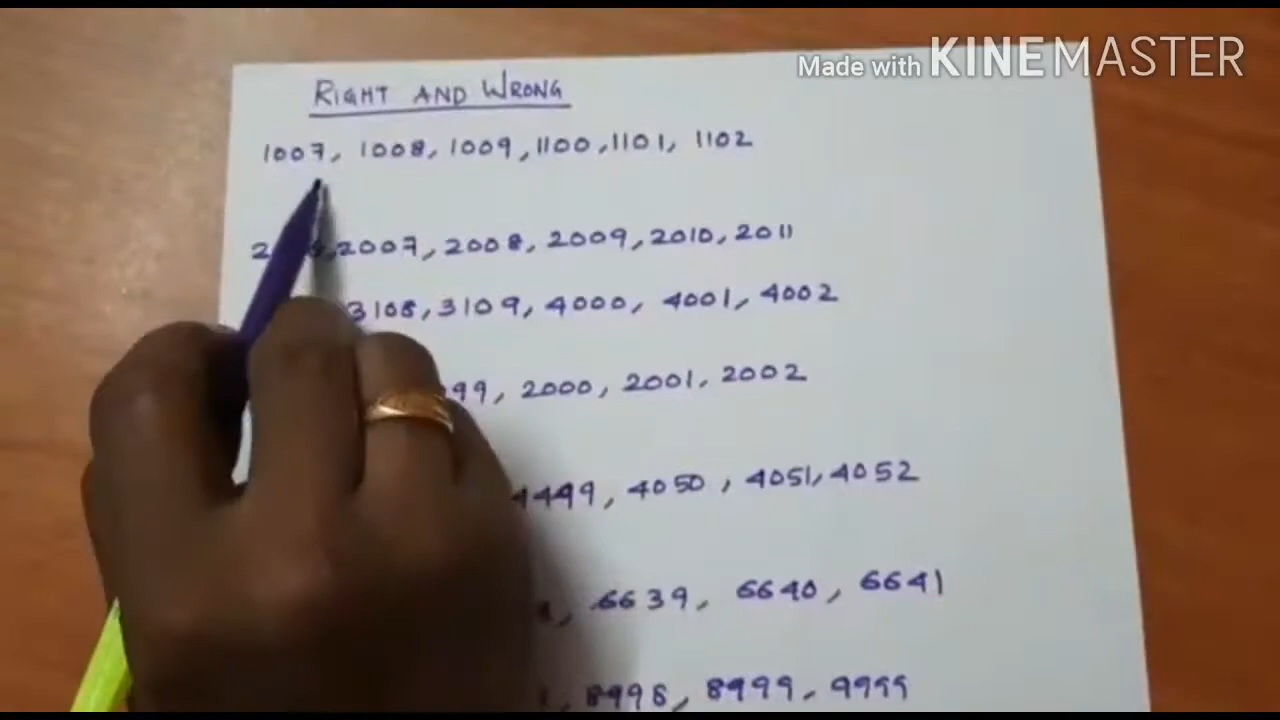 Made with KINEMASTER
RIGHT AND WRONG
1007, 1008, 1009, 1100, 1101, 1102
2007, 2008, 2009, 2010, 2011
3108, 3109, 4000, 4001, 4002
2000, 2001, 2002
4449, 4050, 4051, 4052
6639, 6640, 6641
8998, 8999, 9999